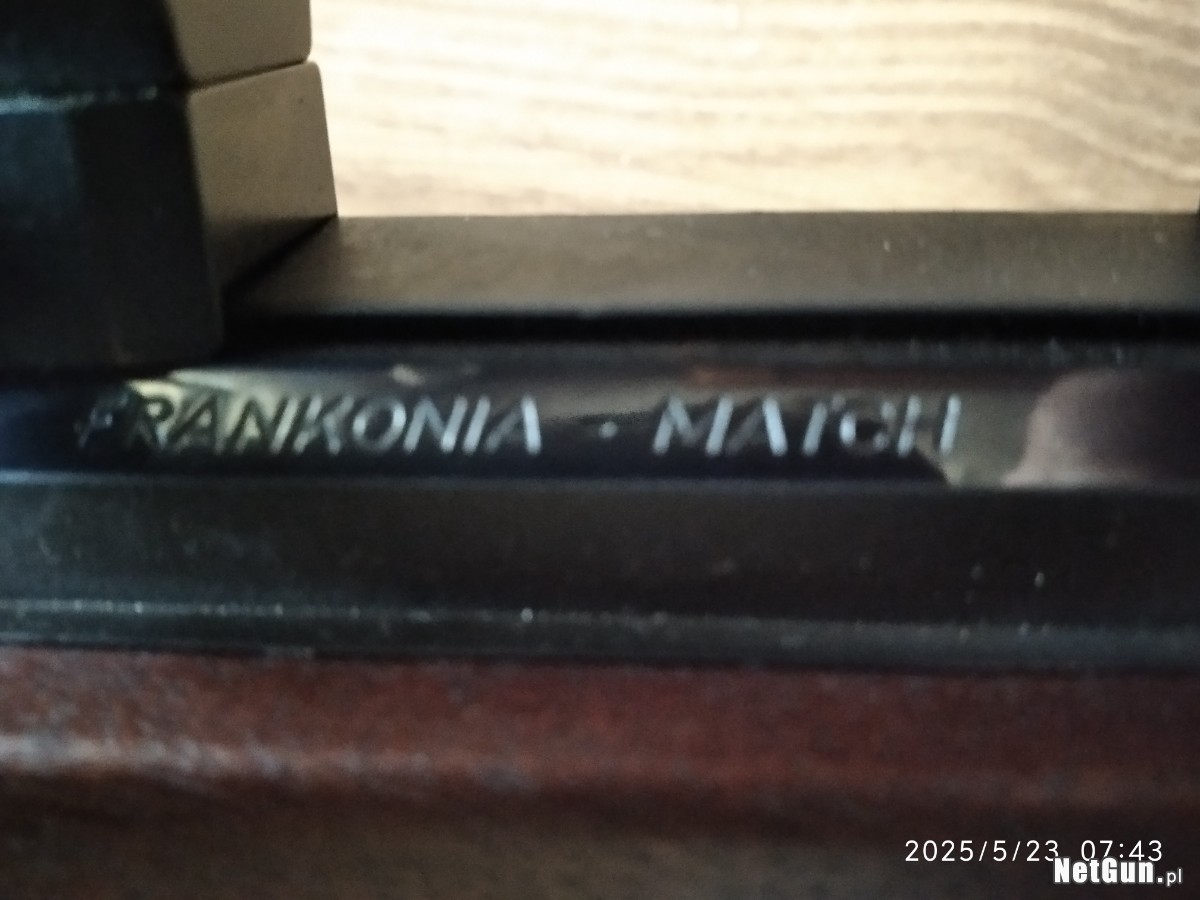 FRANKONIA · MATCH
2025/5/23 07:43
NetGun.pl